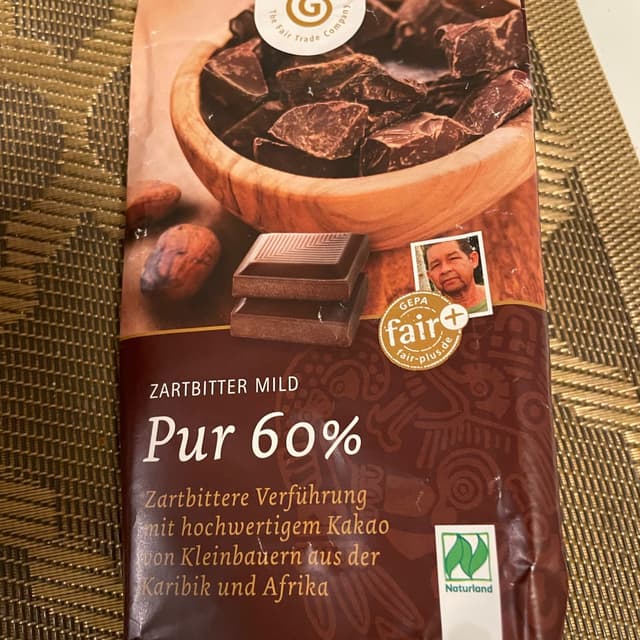 The Fair Trade Company
GEPA
fair+
fair-plus.de
ZARTBITTER MILD
Pur 60%
Zartbittere Verführung
mit hochwertigem Kakao
von Kleinbauern aus der
Karibik und Afrika
Naturland